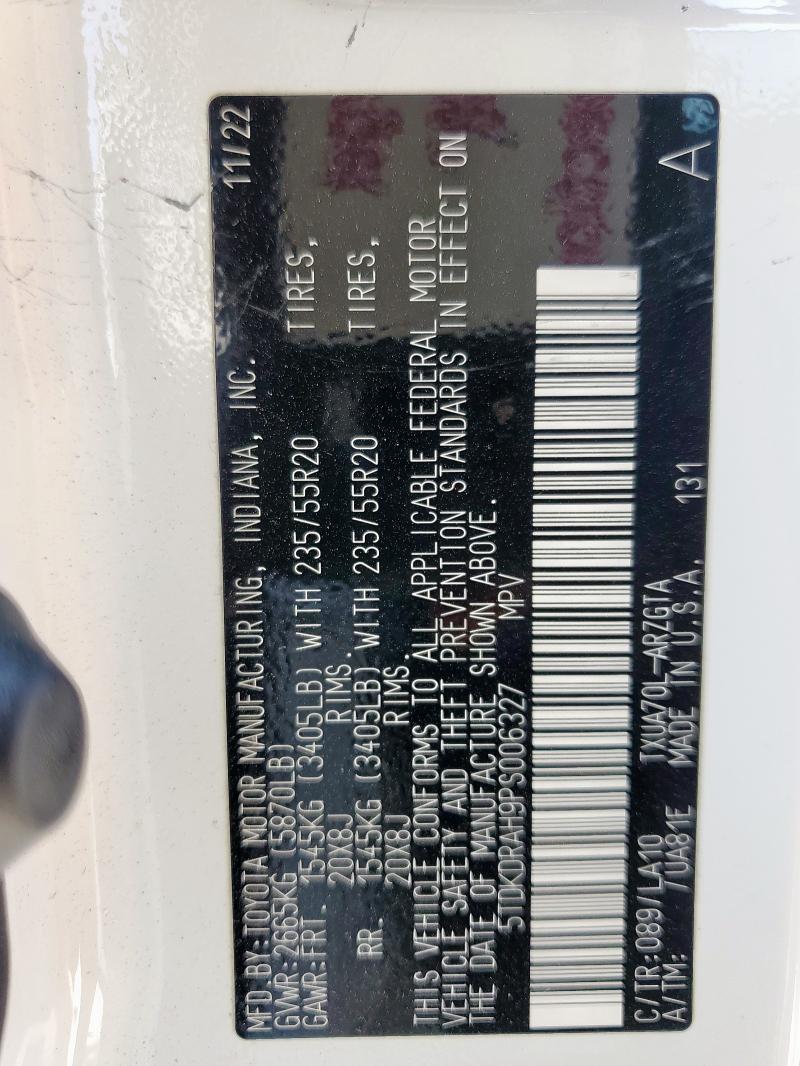 MFD.BY:TOYOTA MOTOR MANUFACTURING, INDIANA, INC. 11/22
GVWR:2665KG(5870LB)
GAWR:FRT. 1545KG (3405LB) WITH 235/55R20 TIRES,
20X8J RIMS.
RR. 1545KG (3405LB) WITH 235/55R20 TIRES,
20X8J RIMS.
THIS VEHICLE CONFORMS TO ALL APPLICABLE FEDERAL MOTOR
VEHICLE SAFETY AND THEFT PREVENTION STANDARDS IN EFFECT ON
THE DATE OF MANUFACTURE SHOWN ABOVE.
5TDKDRAH9PS006327 MPV
C/TR:089/LA10 TXUA70L-ARZGTA A
A/TM: /UA81E MADE IN U.S.A. 131